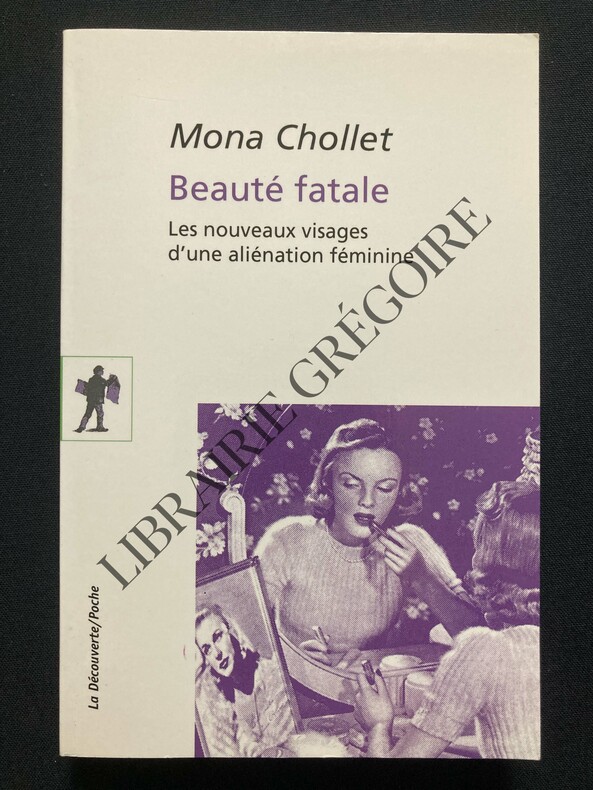 Mona Chollet
Beauté fatale
Les nouveaux visages
d'une aliénation féminine
LIBRAIRIE GRÉGOIRE
La Découverte/Poche